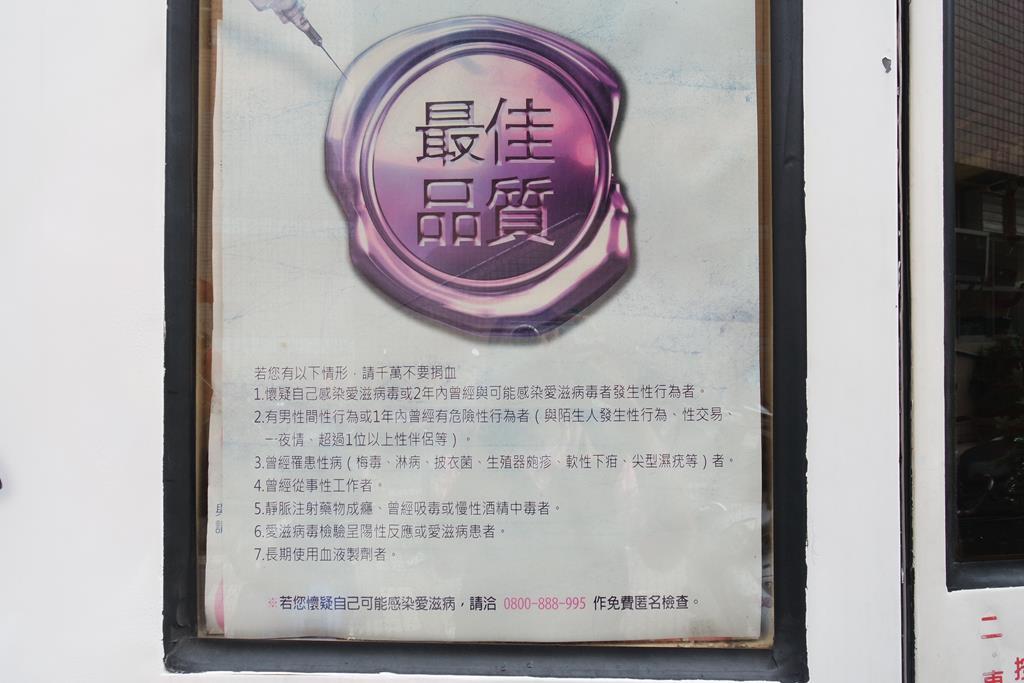 最佳
品質
若您有以下情形，請千萬不要捐血
1.懷疑自己感染愛滋病毒或2年內曾經與可能感染愛滋病毒者發生性行為者。
2.有男性間性行為或1年內曾經有危險性行為者（與陌生人發生性行為、性交易、
一夜情、超過1位以上性伴侶等）。
3.曾經罹患性病（梅毒、淋病、披衣菌、生殖器皰疹、軟性下疳、尖型濕疣等）者。
4.曾經從事性工作者。
5.靜脈注射藥物成癮、曾經吸毒或慢性酒精中毒者。
6.愛滋病毒檢驗呈陽性反應或愛滋病患者。
7.長期使用血液製劑者。
※若您懷疑自己可能感染愛滋病，請洽 0800-888-995 作免費匿名檢查。
二